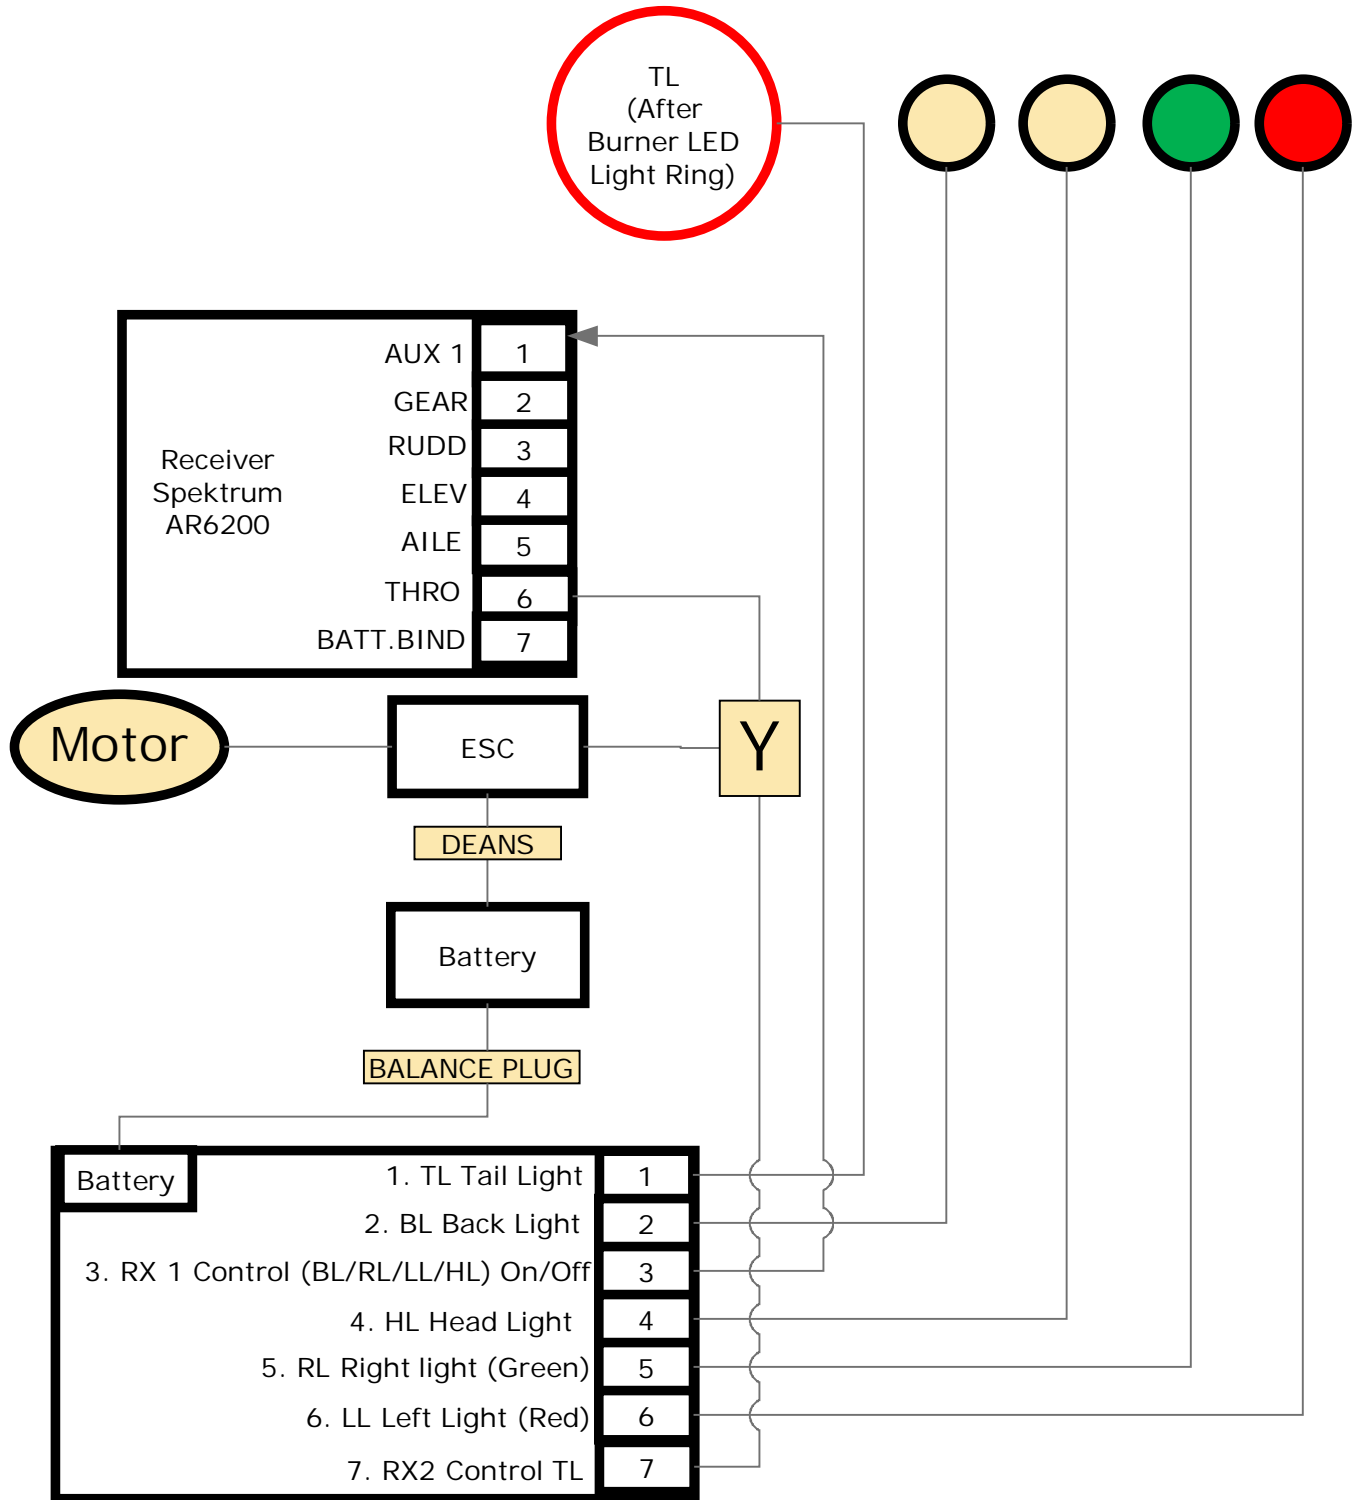 TL
(After
Burner LED
Light Ring)
AUX 1 1
GEAR 2
RUDD 3
ELEV 4
AILE 5
THRO 6
BATT.BIND 7
Receiver
Spektrum
AR6200
Motor
ESC
Y
DEANS
Battery
BALANCE PLUG
Battery
1. TL Tail Light 1
2. BL Back Light 2
3. RX 1 Control (BL/RL/LL/HL) On/Off 3
4. HL Head Light 4
5. RL Right light (Green) 5
6. LL Left Light (Red) 6
7. RX2 Control TL 7